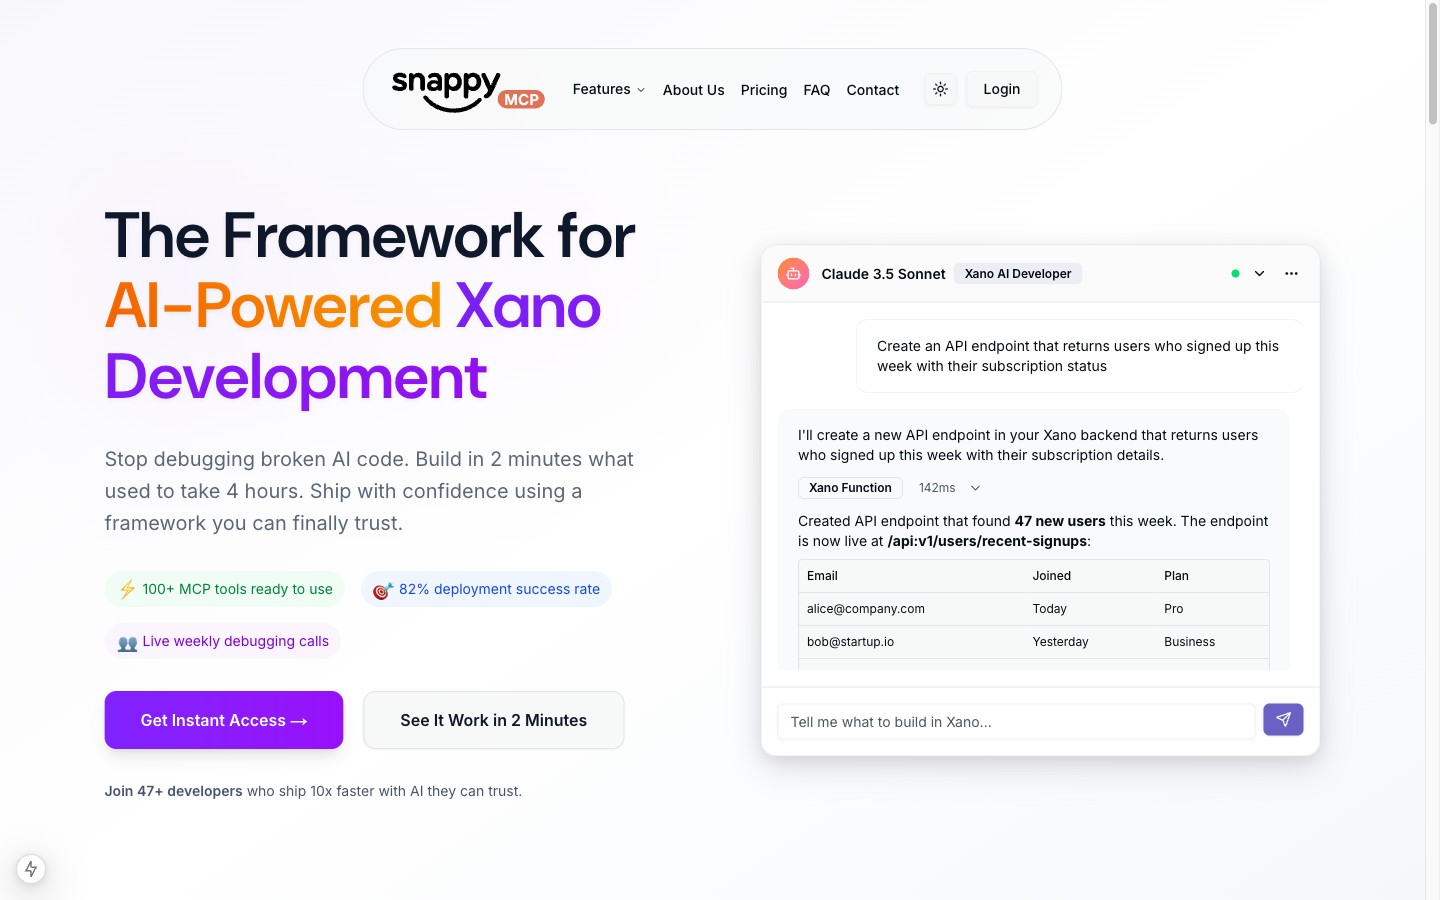 snappy
MCP
Features
About Us
Pricing
FAQ
Contact
Login
The Framework for
AI-Powered Xano
Development
Stop debugging broken AI code. Build in 2 minutes what
used to take 4 hours. Ship with confidence using a
framework you can finally trust.
⚡ 100+ MCP tools ready to use
🎯 82% deployment success rate
👥 Live weekly debugging calls
Get Instant Access →
See It Work in 2 Minutes
Join 47+ developers who ship 10x faster with AI they can trust.
Claude 3.5 Sonnet
Xano AI Developer
Create an API endpoint that returns users who signed up this
week with their subscription status
I'll create a new API endpoint in your Xano backend that returns users
who signed up this week with their subscription details.
Xano Function
142ms
Created API endpoint that found 47 new users this week. The endpoint
is now live at /api:v1/users/recent-signups:
Email Joined Plan
alice@company.com Today Pro
bob@startup.io Yesterday Business
Tell me what to build in Xano...